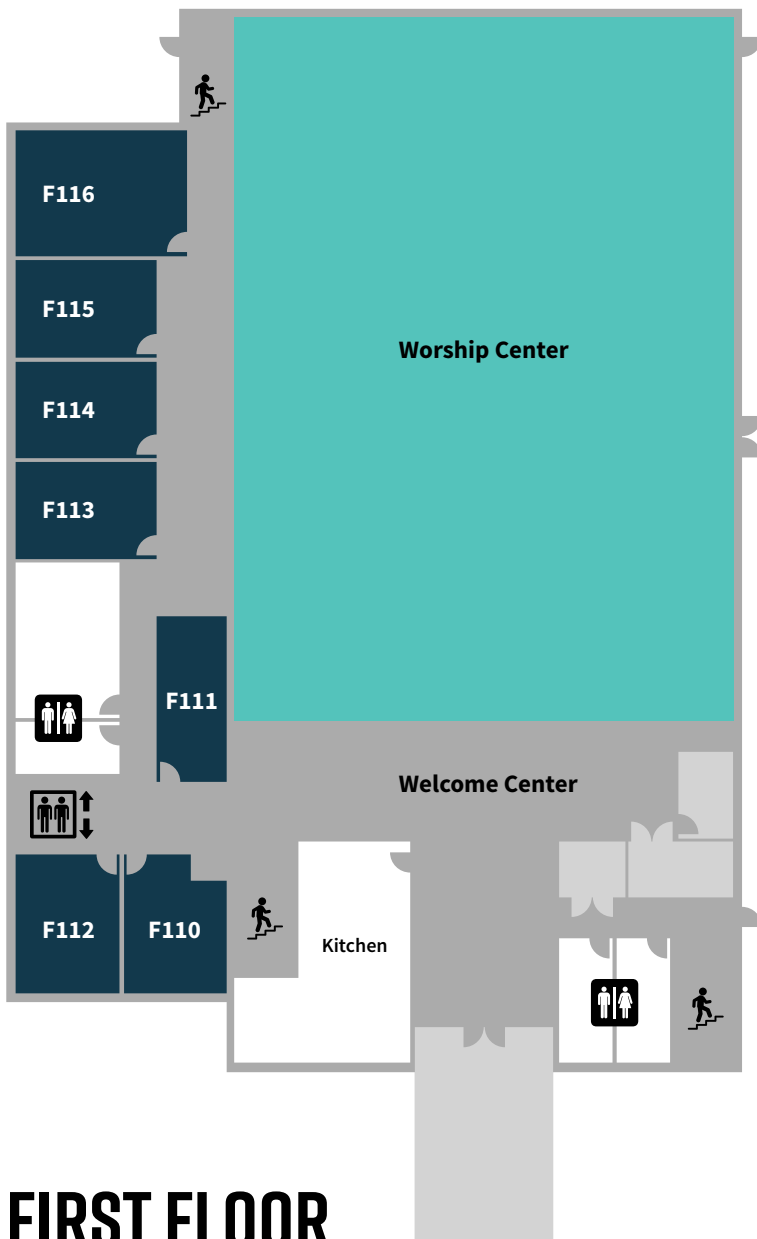 F116
F115
Worship Center
F114
F113
F111
Welcome Center
F112
F110
Kitchen
FIRST FLOOR